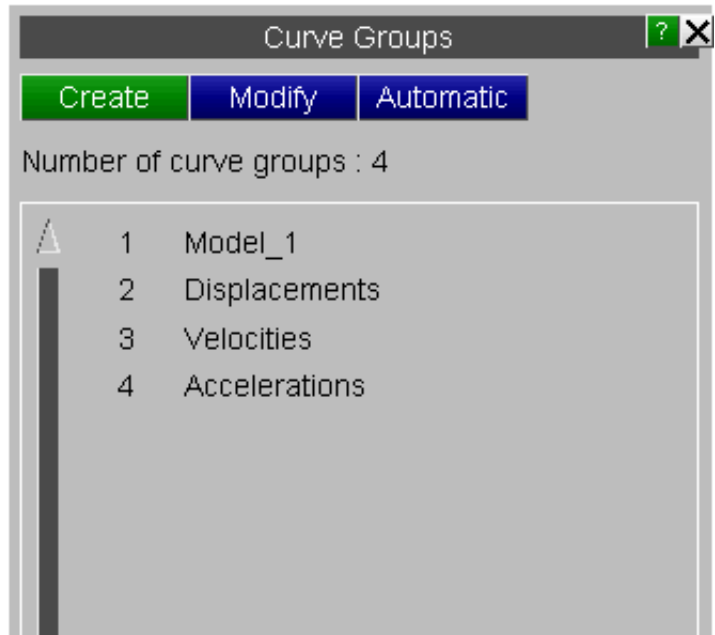 Curve Groups ?
Create Modify Automatic
Number of curve groups : 4
1 Model_1
2 Displacements
3 Velocities
4 Accelerations